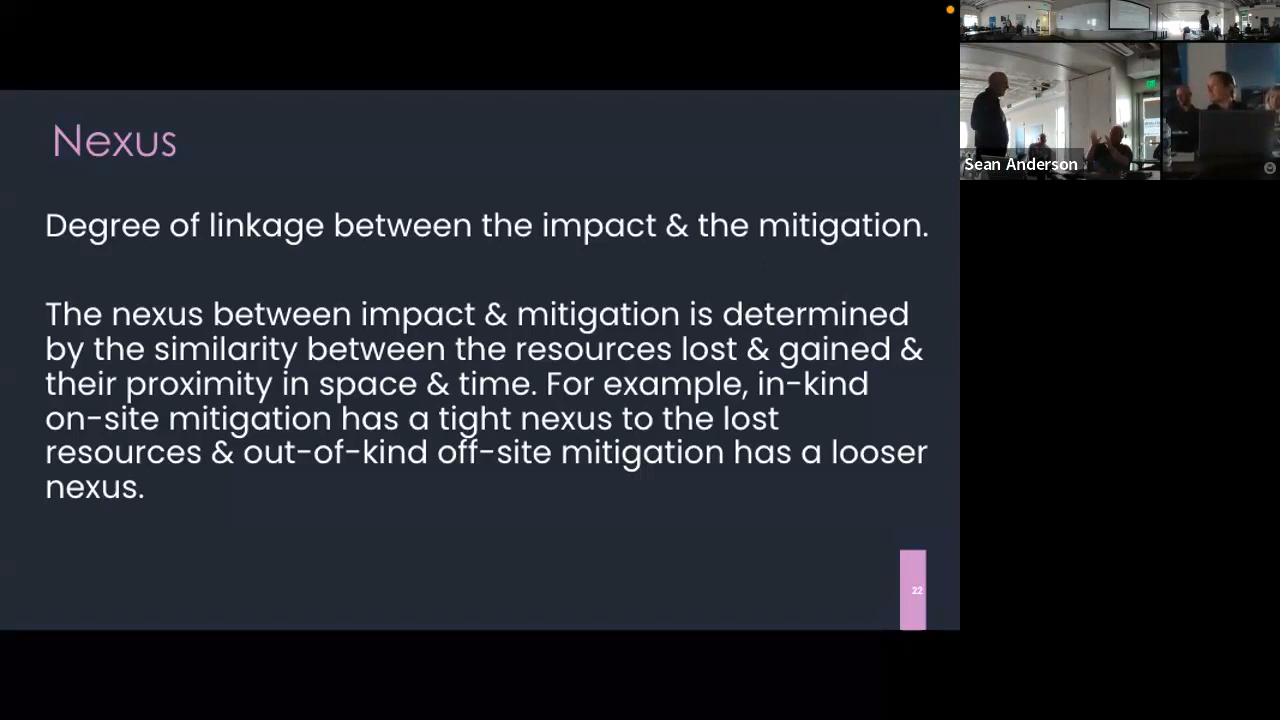 Nexus
Degree of linkage between the impact & the mitigation.
The nexus between impact & mitigation is determined
by the similarity between the resources lost & gained &
their proximity in space & time. For example, in-kind
on-site mitigation has a tight nexus to the lost
resources & out-of-kind off-site mitigation has a looser
nexus.
22
Sean Anderson